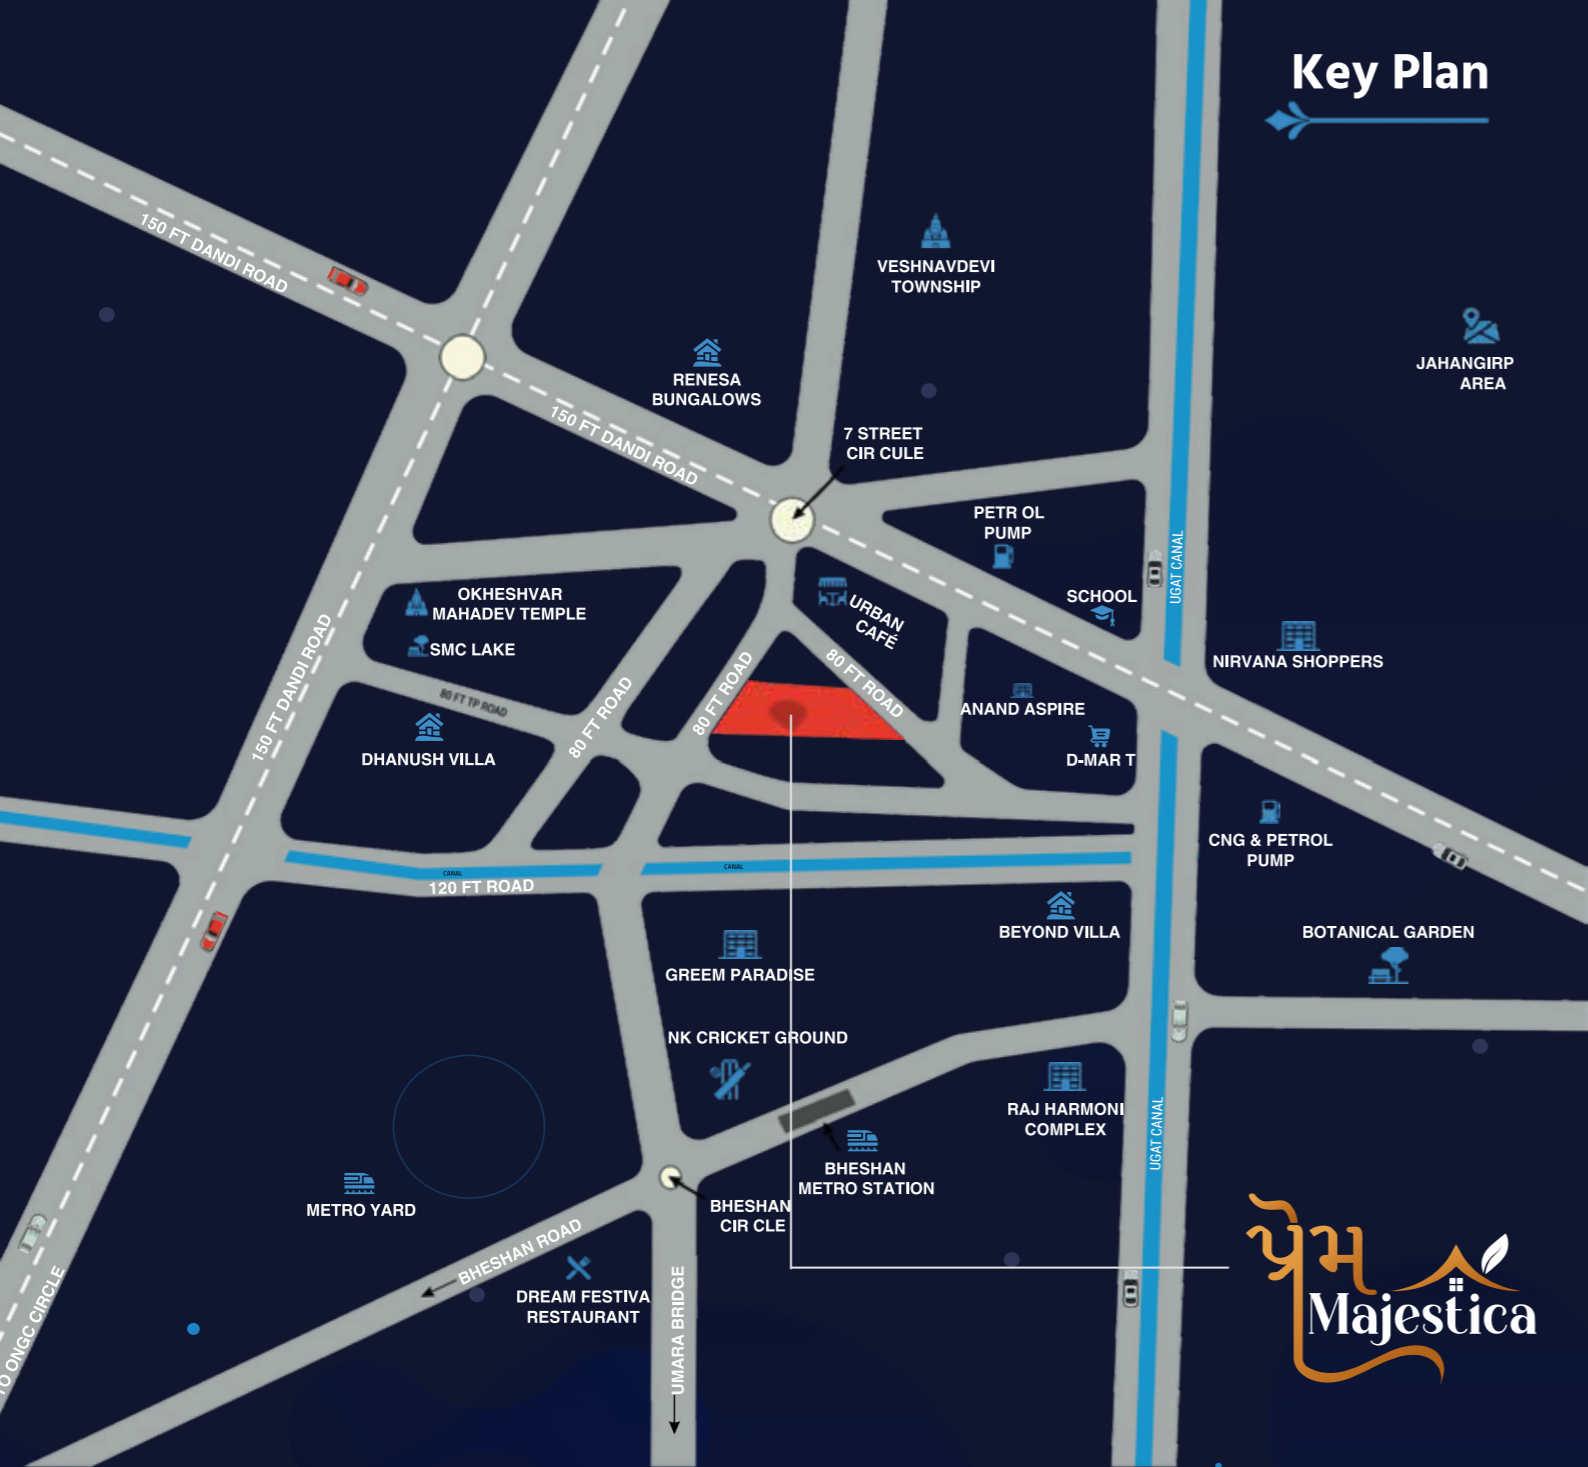 Key Plan
150 FT DANDI ROAD
VESHNAVDEVI
TOWNSHIP
JAHANGIRP
AREA
RENESA
BUNGALOWS
150 FT DANDI ROAD
7 STREET
CIR CULE
PETR OL
PUMP
UGAT CANAL
OKHESHVAR
MAHADEV TEMPLE
SMC LAKE
URBAN
CAFÉ
SCHOOL
NIRVANA SHOPPERS
150 FT DANDI ROAD
80 FT TP ROAD
80 FT ROAD
80 FT ROAD
80 FT ROAD
ANAND ASPIRE
D-MAR T
DHANUSH VILLA
CNG & PETROL
PUMP
CANAL
CANAL
120 FT ROAD
BEYOND VILLA
BOTANICAL GARDEN
GREEM PARADISE
NK CRICKET GROUND
RAJ HARMONI
COMPLEX
UGAT CANAL
BHESHAN
METRO STATION
METRO YARD
BHESHAN
CIR CLE
BHESHAN ROAD
DREAM FESTIVA
RESTAURANT
UMARA BRIDGE
TO ONGC CIRCLE
પ્રેમ
Majestica